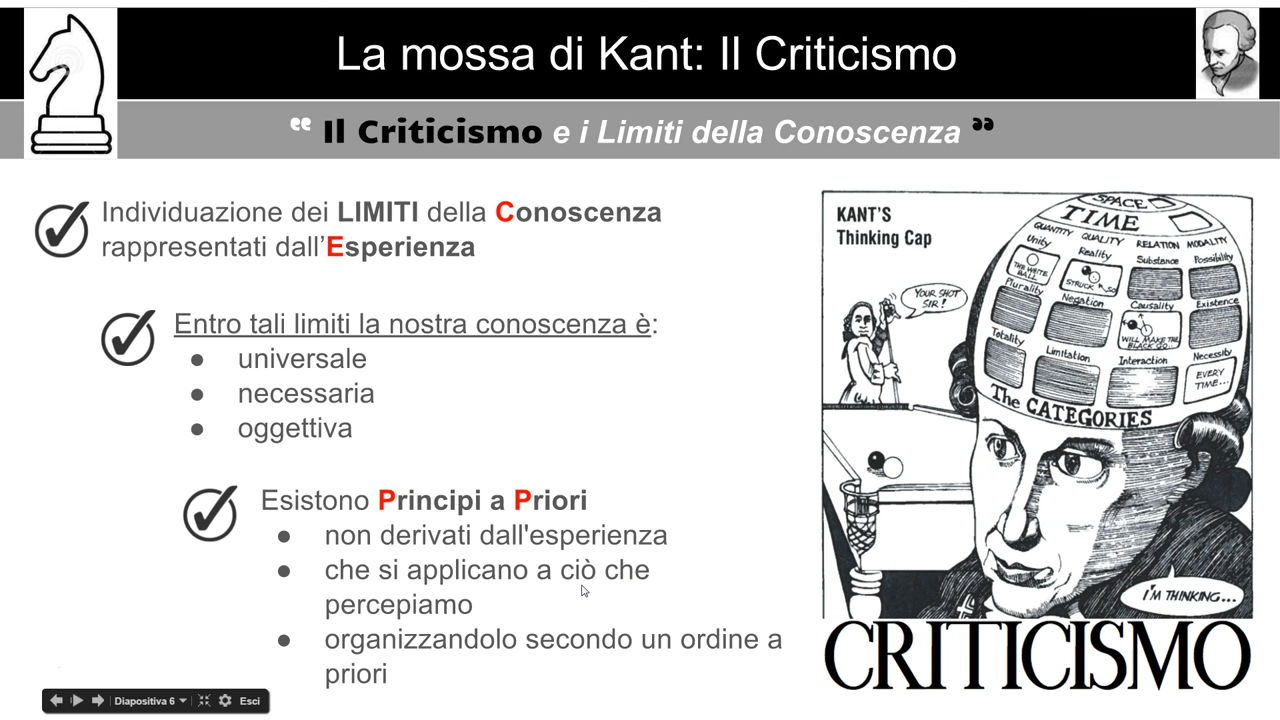 La mossa di Kant: Il Criticismo
“ Il Criticismo e i Limiti della Conoscenza ”
Individuazione dei LIMITI della Conoscenza
rappresentati dall’Esperienza
Entro tali limiti la nostra conoscenza è:
● universale
● necessaria
● oggettiva
Esistono Principi a Priori
● non derivati dall'esperienza
● che si applicano a ciò che
percepiamo
● organizzandolo secondo un ordine a
priori
KANT'S
Thinking Cap
YOUR SHOT
SIR!
SPACE
TIME
QUANTITY QUALITY RELATION MODALITY
Unity Reality Substance Possibility
THE WHITE
BALL
STRUCK SO
Plurality Negation Causality Existence
WILL MAKE THE
BLACK GO...
Totality Limitation Interaction Necessity
EVERY
TIME...
The CATEGORIES
I'M THINKING...
CRITICISMO
Diapositiva 6 Esci